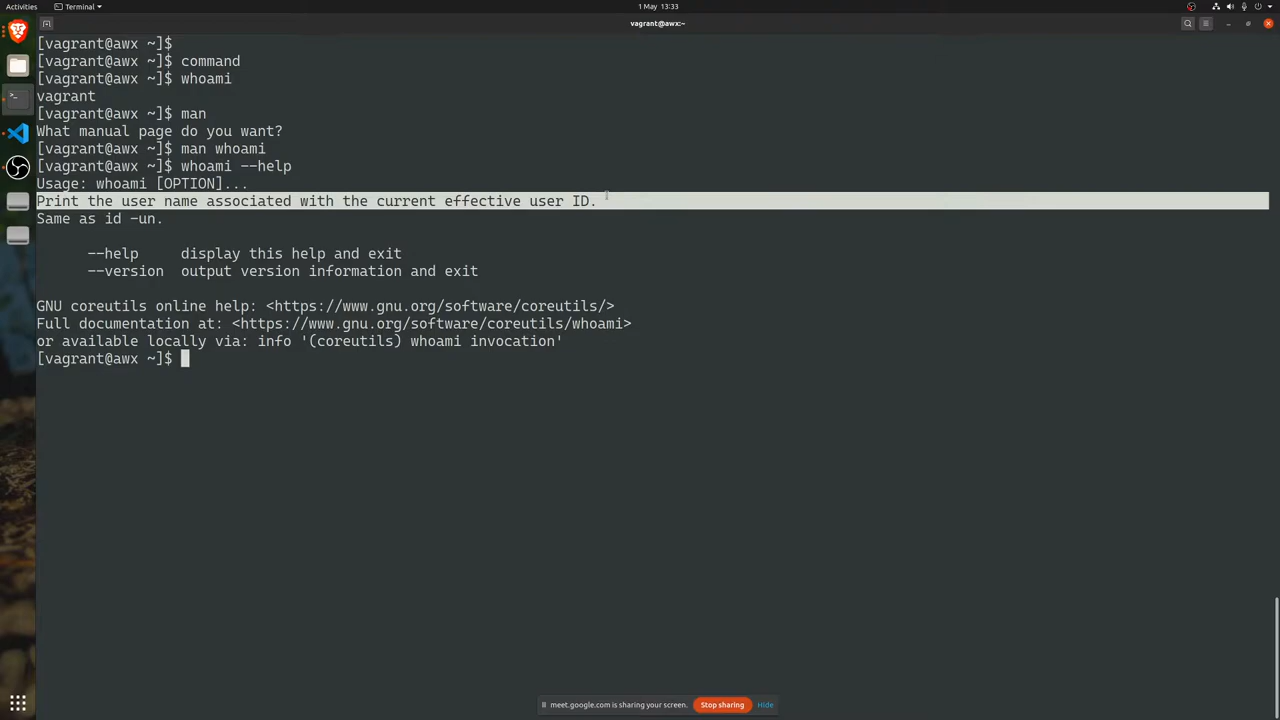 Activities
Terminal
1 May 13:33
vagrant@awx:~
[vagrant@awx ~]$
[vagrant@awx ~]$ command
[vagrant@awx ~]$ whoami
vagrant
[vagrant@awx ~]$ man
What manual page do you want?
[vagrant@awx ~]$ man whoami
[vagrant@awx ~]$ whoami --help
Usage: whoami [OPTION]...
Print the user name associated with the current effective user ID.
Same as id -un.
--help     display this help and exit
--version  output version information and exit
GNU coreutils online help: <https://www.gnu.org/software/coreutils/>
Full documentation at: <https://www.gnu.org/software/coreutils/whoami>
or available locally via: info '(coreutils) whoami invocation'
[vagrant@awx ~]$
meet.google.com is sharing your screen.
Stop sharing
Hide